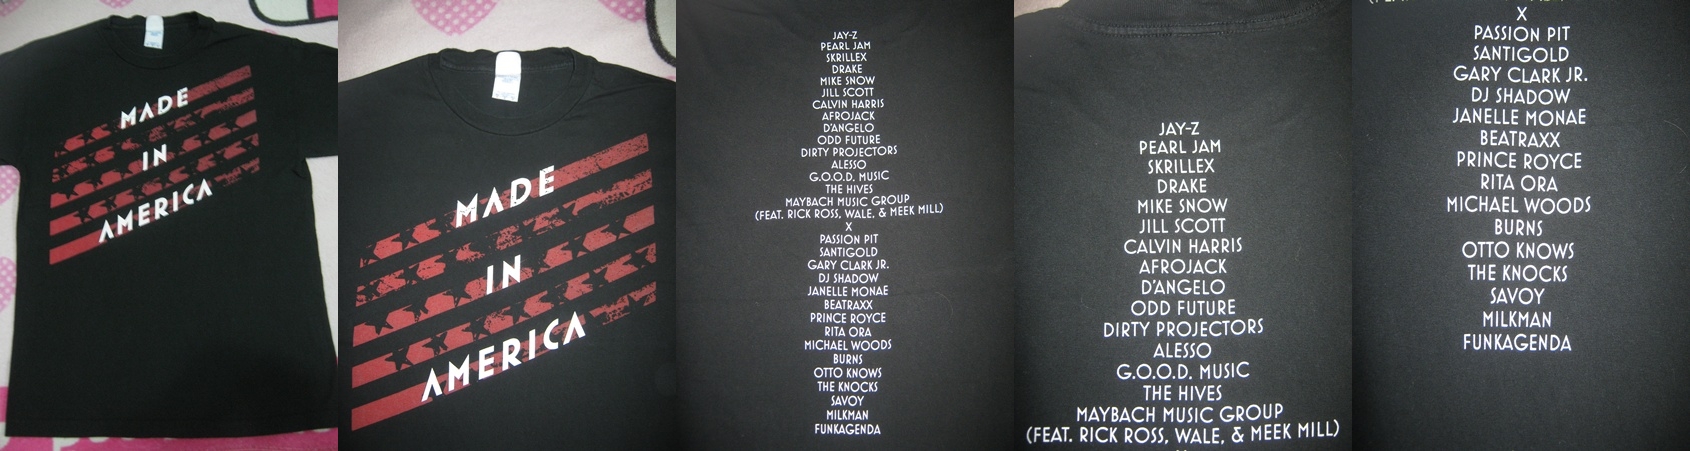 MADE
IN
AMERICA
MADE
IN
AMERICA
JAY-Z
PEARL JAM
SKRILLEX
DRAKE
MIKE SNOW
JILL SCOTT
CALVIN HARRIS
AFROJACK
D'ANGELO
ODD FUTURE
DIRTY PROJECTORS
ALESSO
G.O.O.D. MUSIC
THE HIVES
MAYBACH MUSIC GROUP
(FEAT. RICK ROSS, WALE, & MEEK MILL)
X
PASSION PIT
SANTIGOLD
GARY CLARK JR.
DJ SHADOW
JANELLE MONAE
BEATRAXX
PRINCE ROYCE
RITA ORA
MICHAEL WOODS
BURNS
OTTO KNOWS
THE KNOCKS
SAVOY
MILKMAN
FUNKAGENDA
JAY-Z
PEARL JAM
SKRILLEX
DRAKE
MIKE SNOW
JILL SCOTT
CALVIN HARRIS
AFROJACK
D'ANGELO
ODD FUTURE
DIRTY PROJECTORS
ALESSO
G.O.O.D. MUSIC
THE HIVES
MAYBACH MUSIC GROUP
(FEAT. RICK ROSS, WALE, & MEEK MILL)
X
PASSION PIT
SANTIGOLD
GARY CLARK JR.
DJ SHADOW
JANELLE MONAE
BEATRAXX
PRINCE ROYCE
RITA ORA
MICHAEL WOODS
BURNS
OTTO KNOWS
THE KNOCKS
SAVOY
MILKMAN
FUNKAGENDA